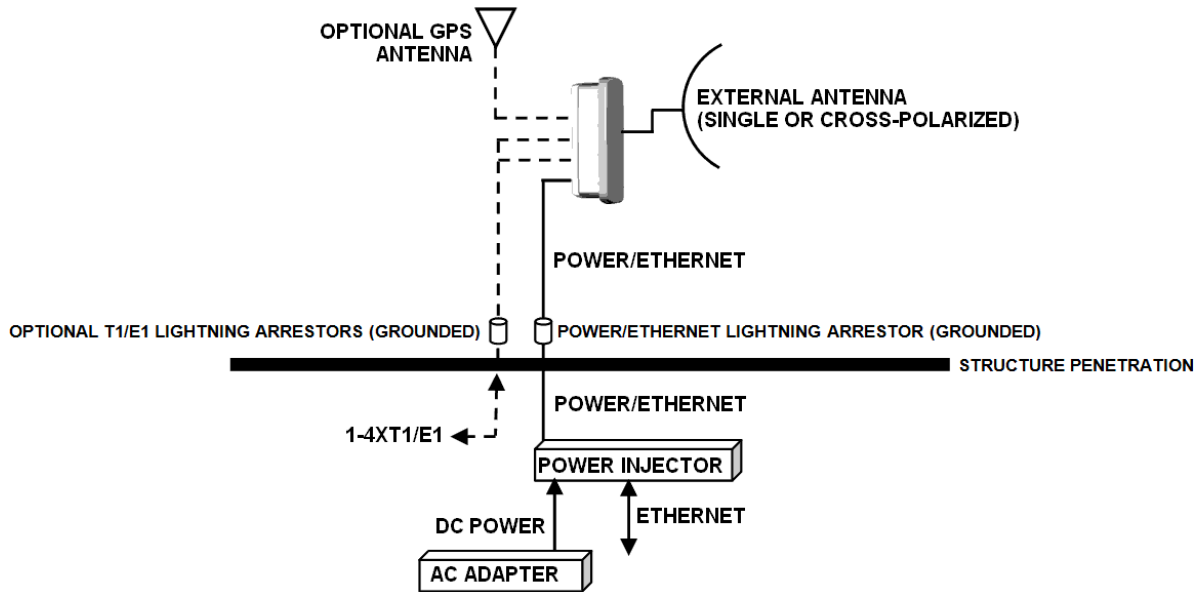 OPTIONAL GPS
ANTENNA
EXTERNAL ANTENNA
(SINGLE OR CROSS-POLARIZED)
POWER/ETHERNET
OPTIONAL T1/E1 LIGHTNING ARRESTORS (GROUNDED)
POWER/ETHERNET LIGHTNING ARRESTOR (GROUNDED)
STRUCTURE PENETRATION
POWER/ETHERNET
1-4XT1/E1
POWER INJECTOR
DC POWER
ETHERNET
AC ADAPTER